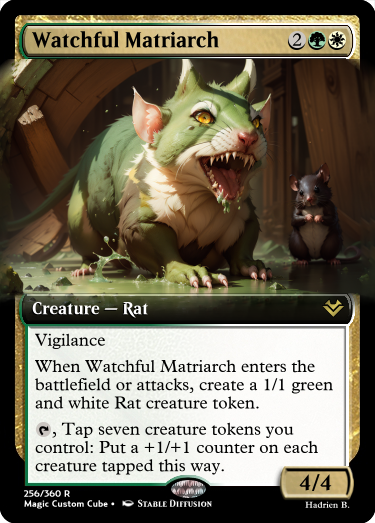 Watchful Matriarch 2
Creature — Rat
Vigilance
When Watchful Matriarch enters the
battlefield or attacks, create a 1/1 green
and white Rat creature token.
, Tap seven creature tokens you
control: Put a +1/+1 counter on each
creature tapped this way.
4/4
256/360 R
Magic Custom Cube • Stable Diffusion
Hadrien B.